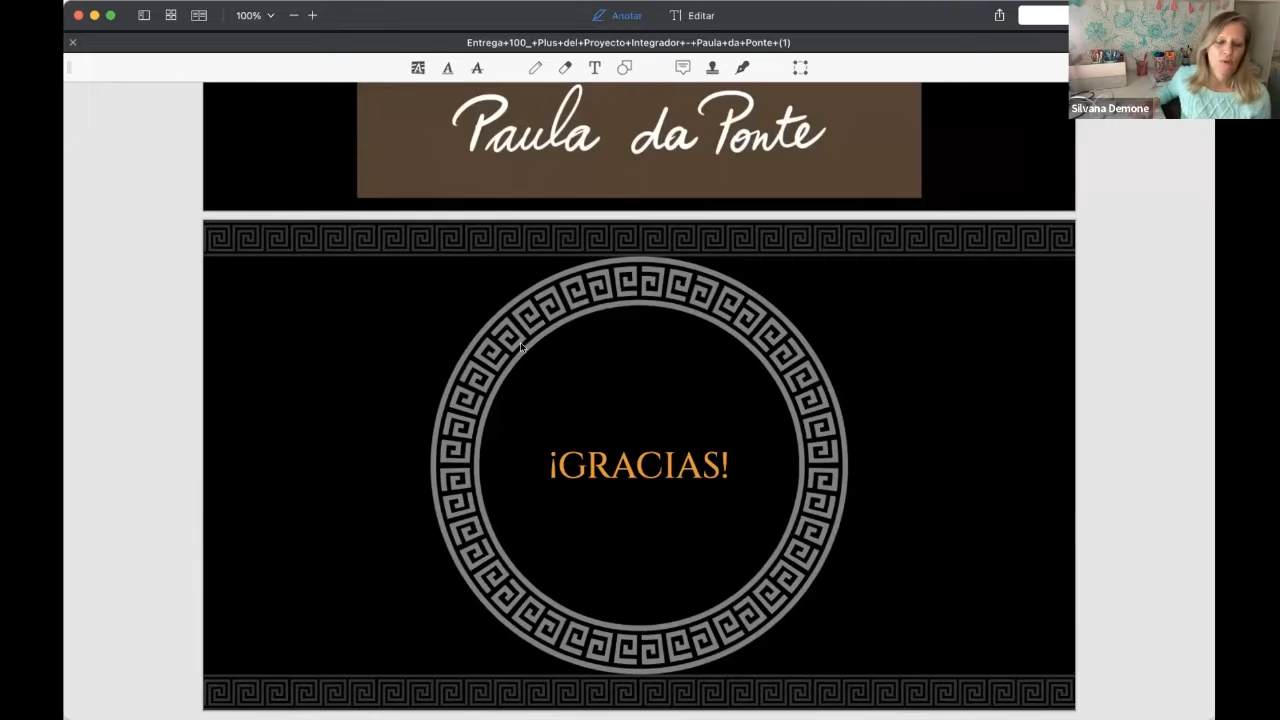 100%
Anotar
Editar
Entrega+100_+Plus+del+Proyecto+Integrador+-+Paula+da+Ponte+(1)
Silvana Demone
Paula da Ponte
¡GRACIAS!